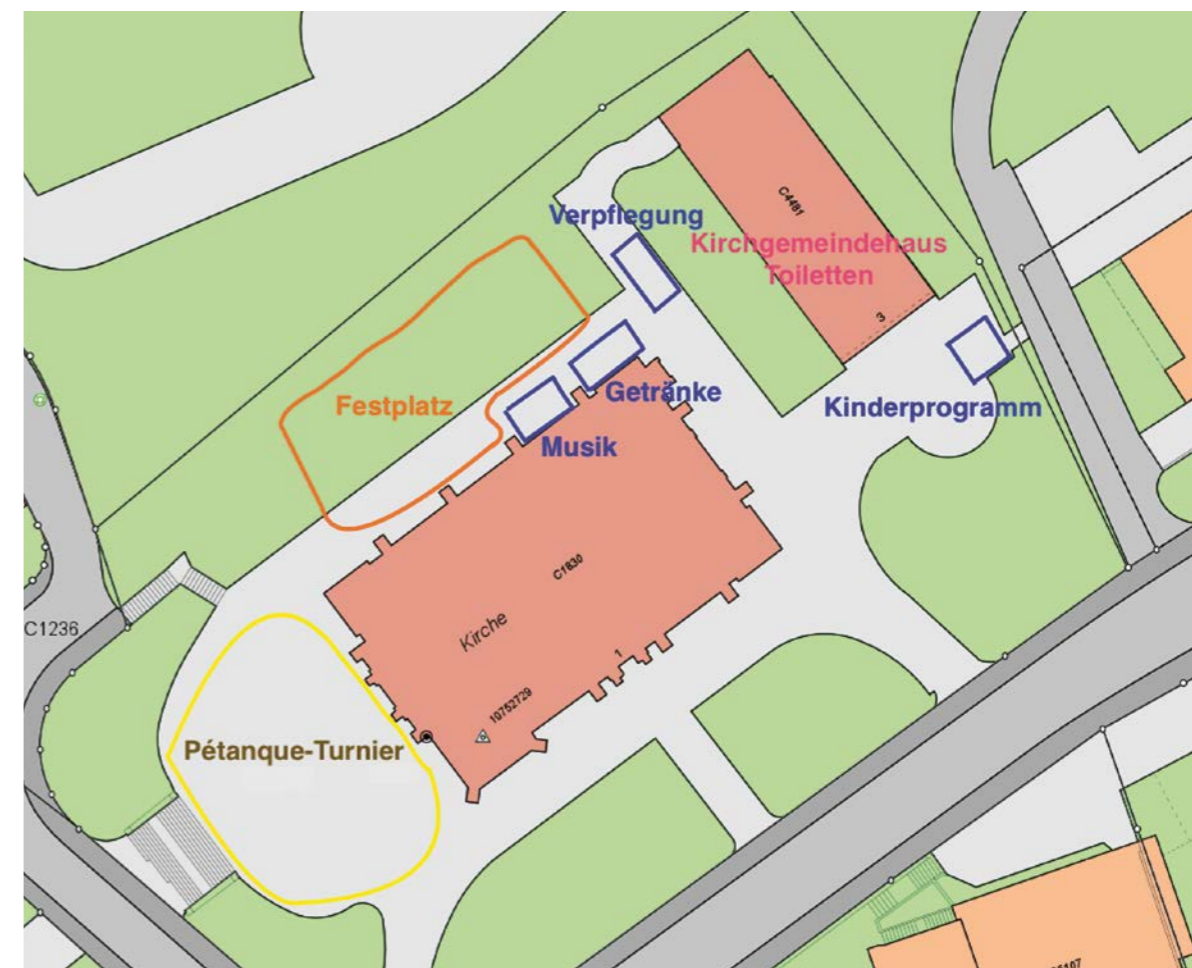 C4481
Verpflegung
Kirchgemeindehaus
Toiletten
3
Festplatz
Getränke
Kinderprogramm
Musik
C1830
C1236
Kirche
1
10752729
Pétanque-Turnier